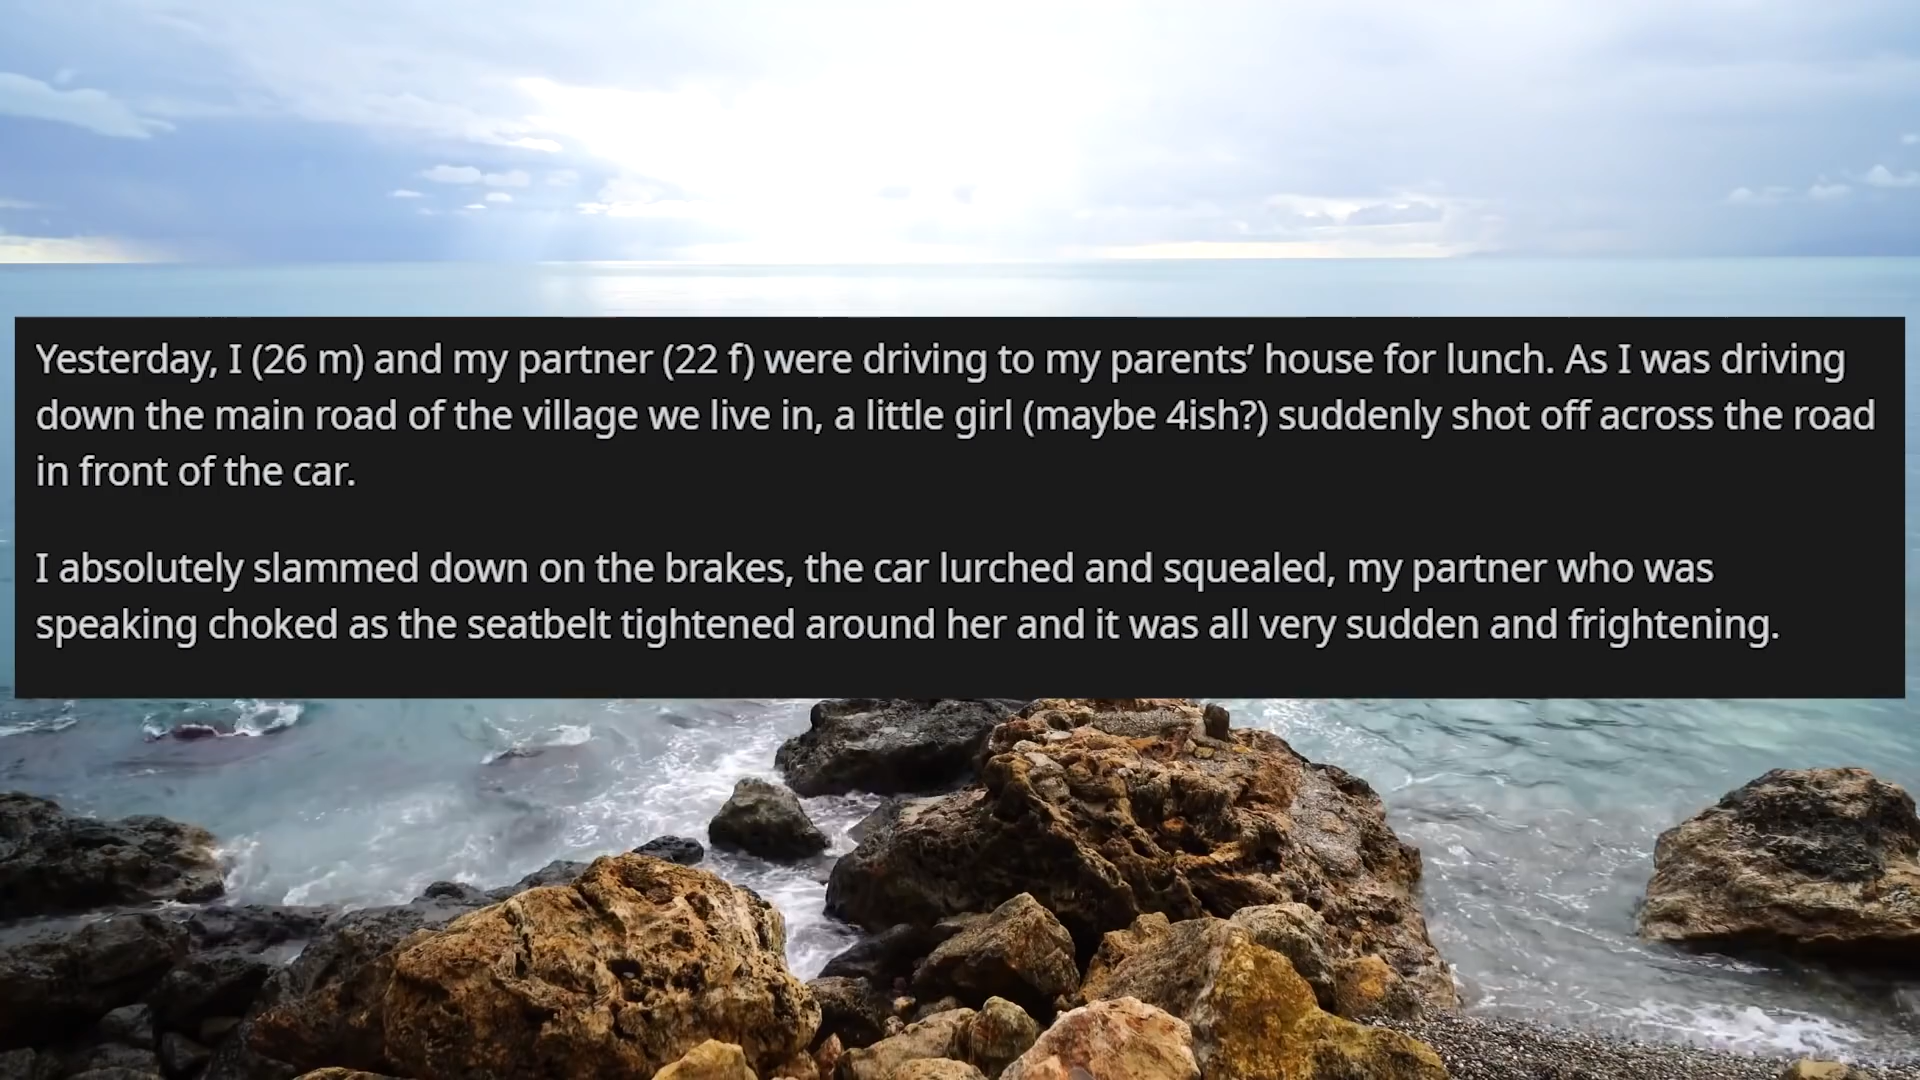 Yesterday, I (26 m) and my partner (22 f) were driving to my parents’ house for lunch. As I was driving
down the main road of the village we live in, a little girl (maybe 4ish?) suddenly shot off across the road
in front of the car.
I absolutely slammed down on the brakes, the car lurched and squealed, my partner who was
speaking choked as the seatbelt tightened around her and it was all very sudden and frightening.